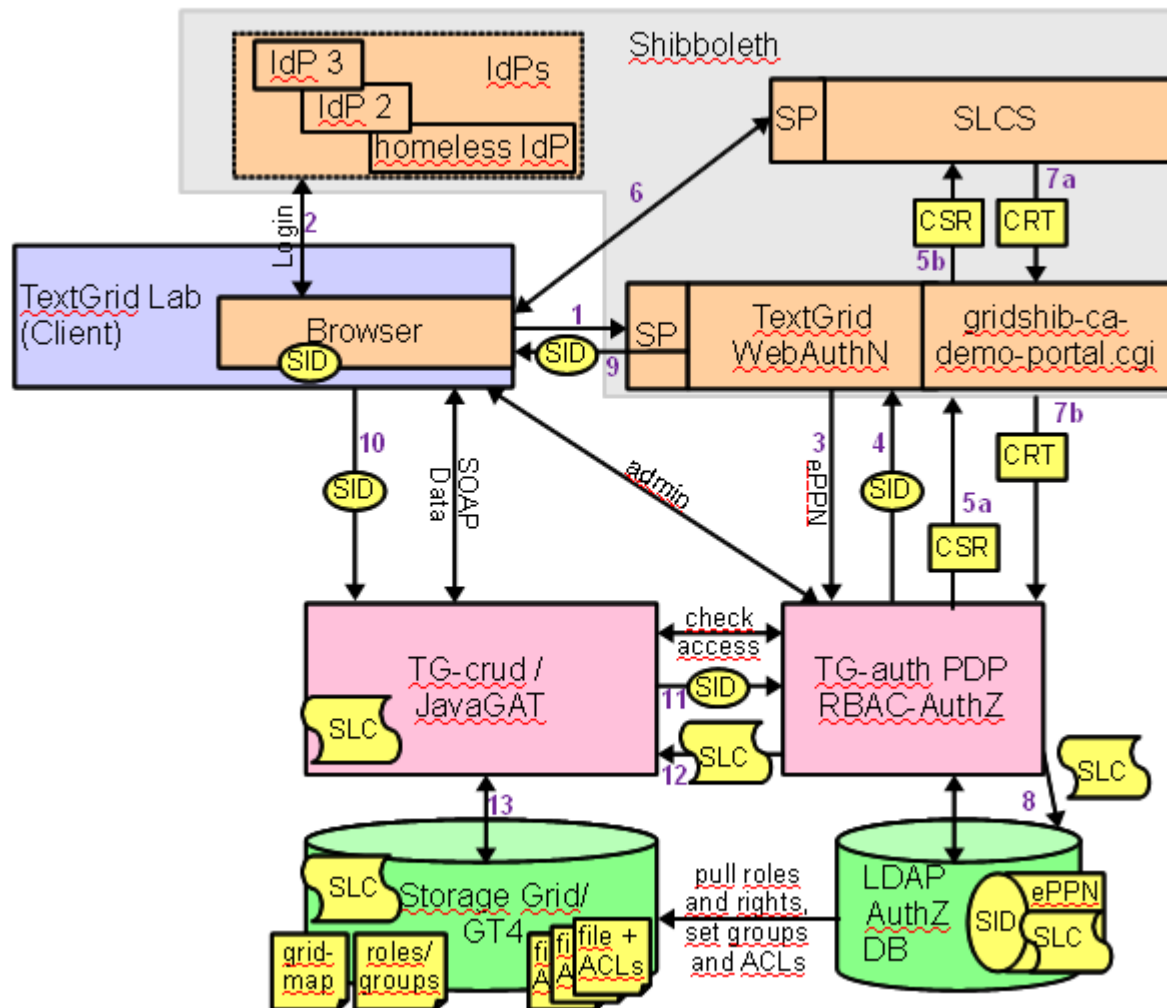 Shibboleth
IdP 3
IdPs
IdP 2
homeless IdP
SP
SLCS
6
7a
2
Login
CSR
CRT
5b
TextGrid Lab
(Client)
Browser
SID
1
SID
9
SP
TextGrid
WebAuthN
gridshib-ca-
demo-portal.cgi
7b
10
SID
SOAP
Data
admin
3
ePPN
4
SID
5a
CSR
CRT
TG-crud /
JavaGAT
SLC
check
access
11
SID
SLC
12
TG-auth PDP
RBAC-AuthZ
SLC
8
13
SLC
Storage Grid/
GT4
grid-
map
roles/
groups
fi
A
fi
A
file +
ACLs
pull roles
and rights,
set groups
and ACLs
LDAP
AuthZ
DB
ePPN
SID
SLC